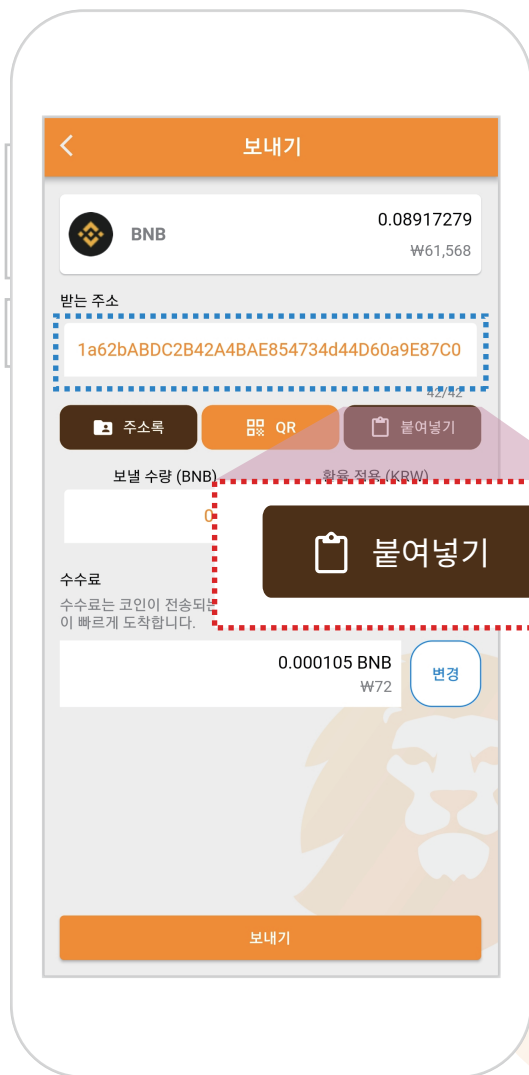 보내기
BNB
0.08917279
₩61,568
받는 주소
1a62bABDC2B42A4BAE854734d44D60a9E87C0
42/42
주소록
QR
붙여넣기
보낼 수량 (BNB)
환율 적용 (KRW)
0
붙여넣기
수수료
수수료는 코인이 전송되는
이 빠르게 도착합니다.
0.000105 BNB
₩72
변경
보내기